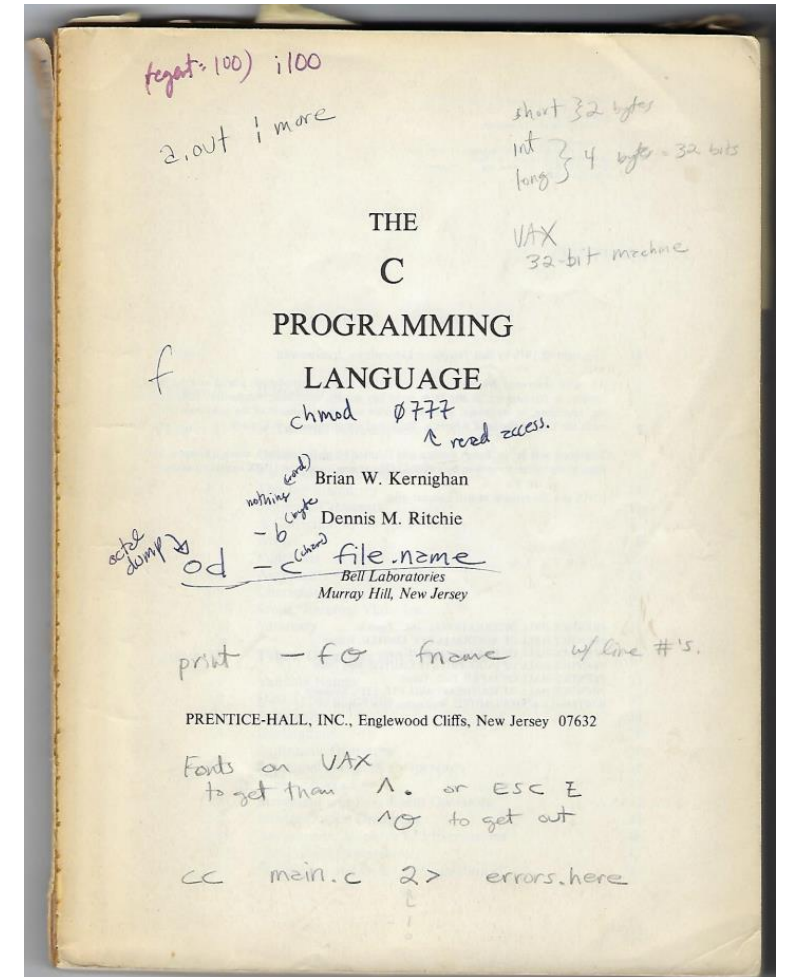 100) i100
a.out | more
short } 2 bytes
int
long } 4 bytes = 32 bits
VAX
32-bit machine
THE
C
PROGRAMMING
LANGUAGE
f
chmod 0777
↑ read access.
Brian W. Kernighan
nothing (word)
Dennis M. Ritchie
- b (byte
octal
dump
od - c (char) file.name
Bell Laboratories
Murray Hill, New Jersey
print - f0 fname w/ line #'s.
PRENTICE-HALL, INC., Englewood Cliffs, New Jersey 07632
Fonts on VAX
to get them ^. or ESC Z
^O to get out
cc main.c 2> errors.here